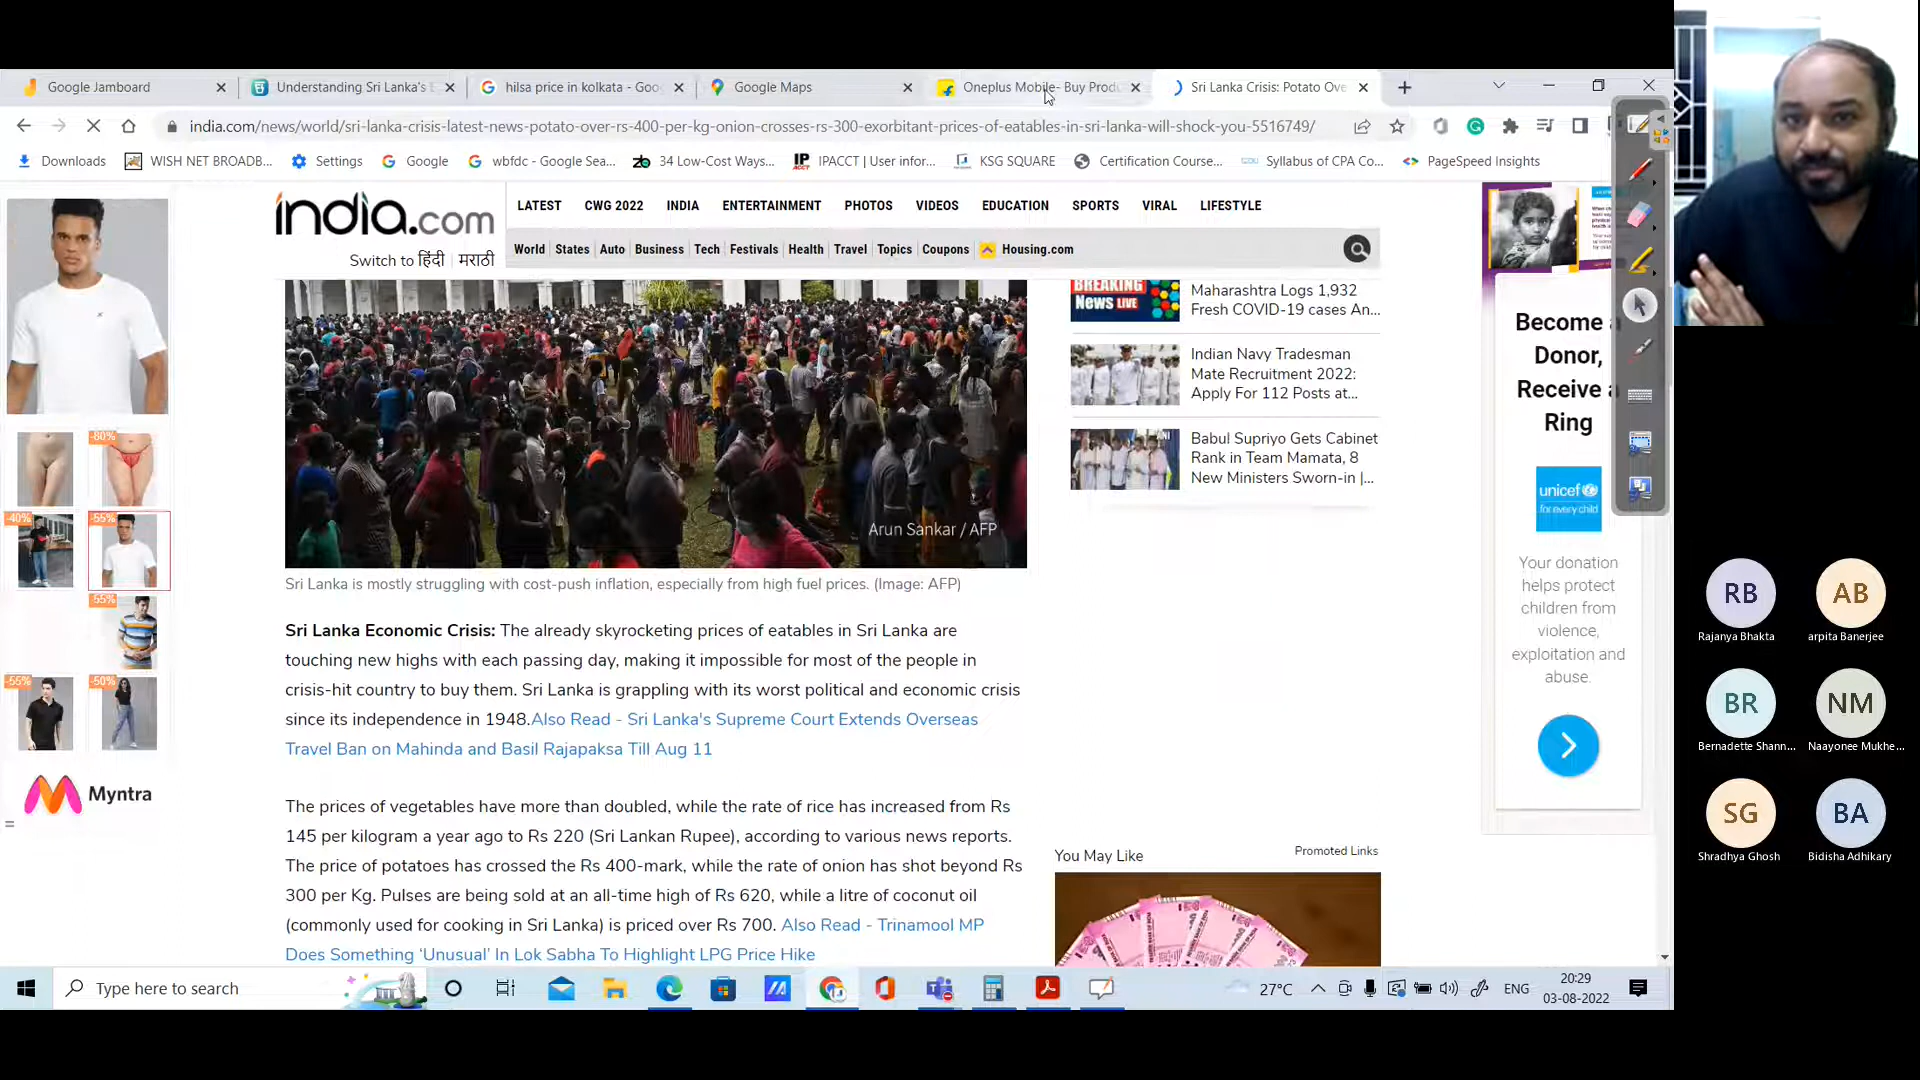 Google Jamboard
Understanding Sri Lanka's
hilsa price in kolkata - Goo
Google Maps
Oneplus Mobile- Buy Produ
Sri Lanka Crisis: Potato Ove
india.com/news/world/sri-lanka-crisis-latest-news-potato-over-rs-400-per-kg-onion-crosses-rs-300-exorbitant-prices-of-eatables-in-sri-lanka-will-shock-you-5516749/
Downloads
WISH NET BROADB...
Settings
Google
wbfdc - Google Sea...
34 Low-Cost Ways...
IPACCT | User infor...
KSG SQUARE
Certification Course...
Syllabus of CPA Co...
PageSpeed Insights
india.com
Switch to हिंदी मराठी
LATEST CWG 2022 INDIA ENTERTAINMENT PHOTOS VIDEOS EDUCATION SPORTS VIRAL LIFESTYLE
World States Auto Business Tech Festivals Health Travel Topics Coupons Housing.com
Arun Sankar / AFP
Sri Lanka is mostly struggling with cost-push inflation, especially from high fuel prices. (Image: AFP)
Sri Lanka Economic Crisis: The already skyrocketing prices of eatables in Sri Lanka are
touching new highs with each passing day, making it impossible for most of the people in
crisis-hit country to buy them. Sri Lanka is grappling with its worst political and economic crisis
since its independence in 1948.Also Read - Sri Lanka's Supreme Court Extends Overseas
Travel Ban on Mahinda and Basil Rajapaksa Till Aug 11
The prices of vegetables have more than doubled, while the rate of rice has increased from Rs
145 per kilogram a year ago to Rs 220 (Sri Lankan Rupee), according to various news reports.
The price of potatoes has crossed the Rs 400-mark, while the rate of onion has shot beyond Rs
300 per Kg. Pulses are being sold at an all-time high of Rs 620, while a litre of coconut oil
(commonly used for cooking in Sri Lanka) is priced over Rs 700. Also Read - Trinamool MP
Does Something ‘Unusual’ In Lok Sabha To Highlight LPG Price Hike
BREAKING
News LIVE
Maharashtra Logs 1,932
Fresh COVID-19 cases An...
Indian Navy Tradesman
Mate Recruitment 2022:
Apply For 112 Posts at...
Babul Supriyo Gets Cabinet
Rank in Team Mamata, 8
New Ministers Sworn-in |...
You May Like
Promoted Links
-80%
-40%
-55%
-55%
-55%
-50%
Myntra
Become a
Donor,
Receive a
Ring
unicef
for every child
Your donation
helps protect
children from
violence,
exploitation and
abuse.
RB
Rajanya Bhakta
AB
arpita Banerjee
BR
Bernadette Shann...
NM
Naayonee Mukhe...
SG
Shradhya Ghosh
BA
Bidisha Adhikary
Type here to search
27°C
ENG
20:29
03-08-2022